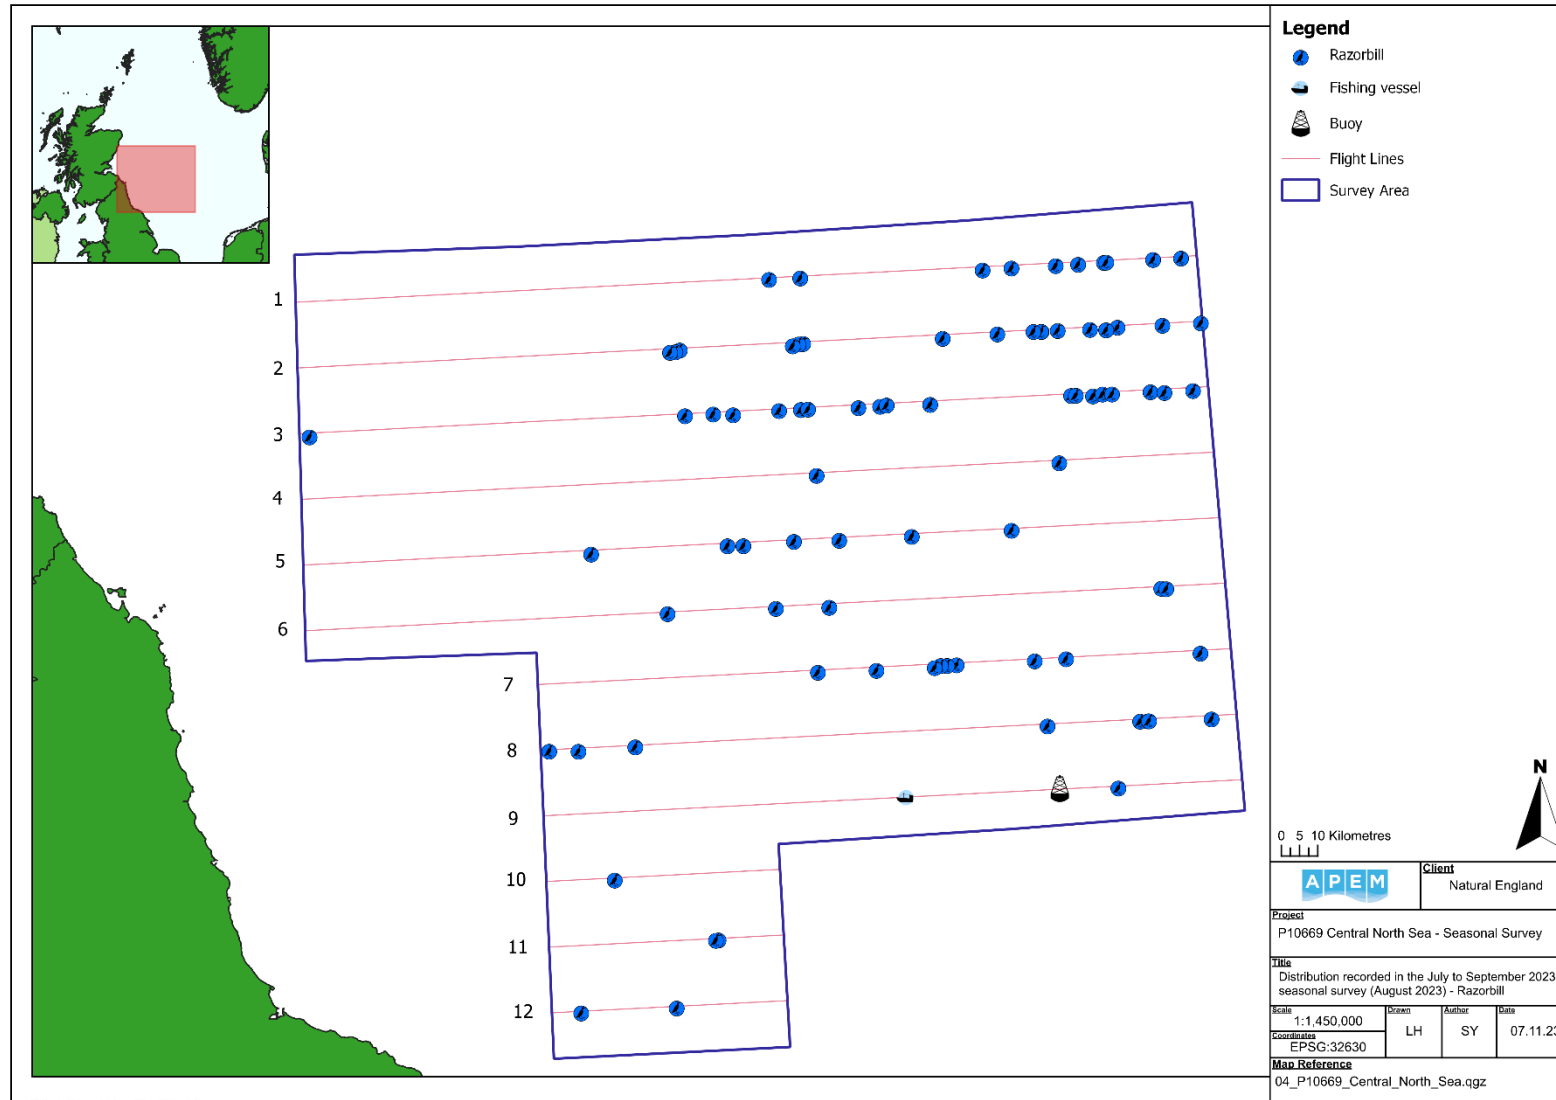 Legend
Razorbill
Fishing vessel
Buoy
Flight Lines
Survey Area
1
2
3
4
5
6
7
8
9
10
11
12
N
0 5 10 Kilometres
APEM
Client
Natural England
Project
P10669 Central North Sea - Seasonal Survey
Title
Distribution recorded in the July to September 2023
seasonal survey (August 2023) - Razorbill
Scale
1:1,450,000
Drawn
LH
Author
SY
Date
07.11.23
Coordinates
EPSG:32630
Map Reference
04_P10669_Central_North_Sea.qgz